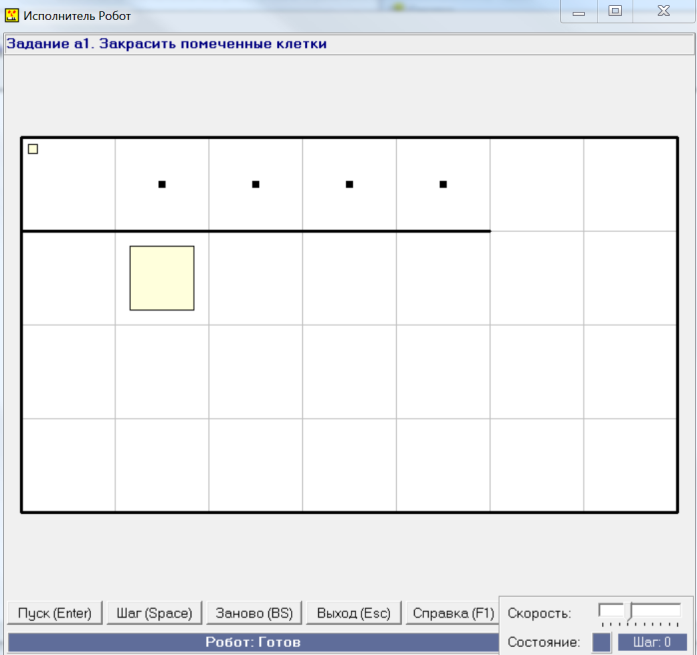 Исполнитель Робот
Задание a1. Закрасить помеченные клетки
Пуск (Enter) Шаг (Space) Заново (BS) Выход (Esc) Справка (F1) Скорость:
Робот: Готов Состояние: Шаг: 0